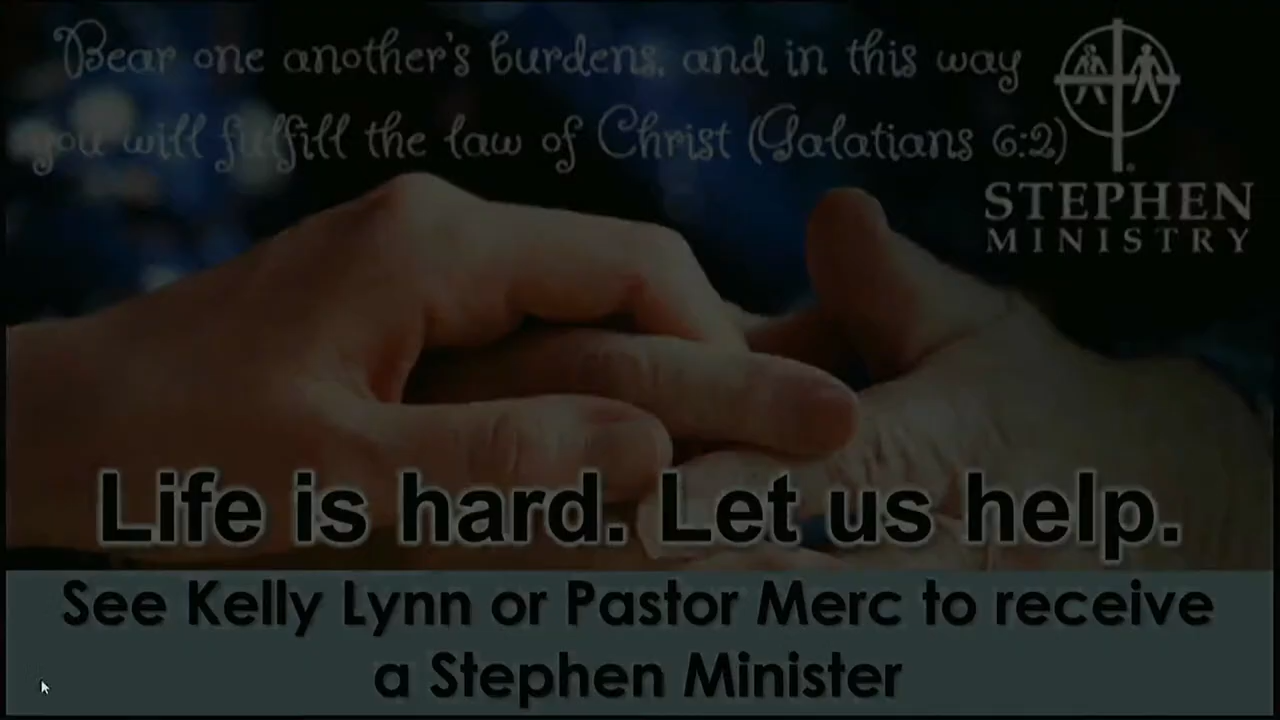 Bear one another's burdens, and in this way
you will fulfill the law of Christ (Galatians 6:2)
STEPHEN
MINISTRY
Life is hard. Let us help.
See Kelly Lynn or Pastor Merc to receive
a Stephen Minister